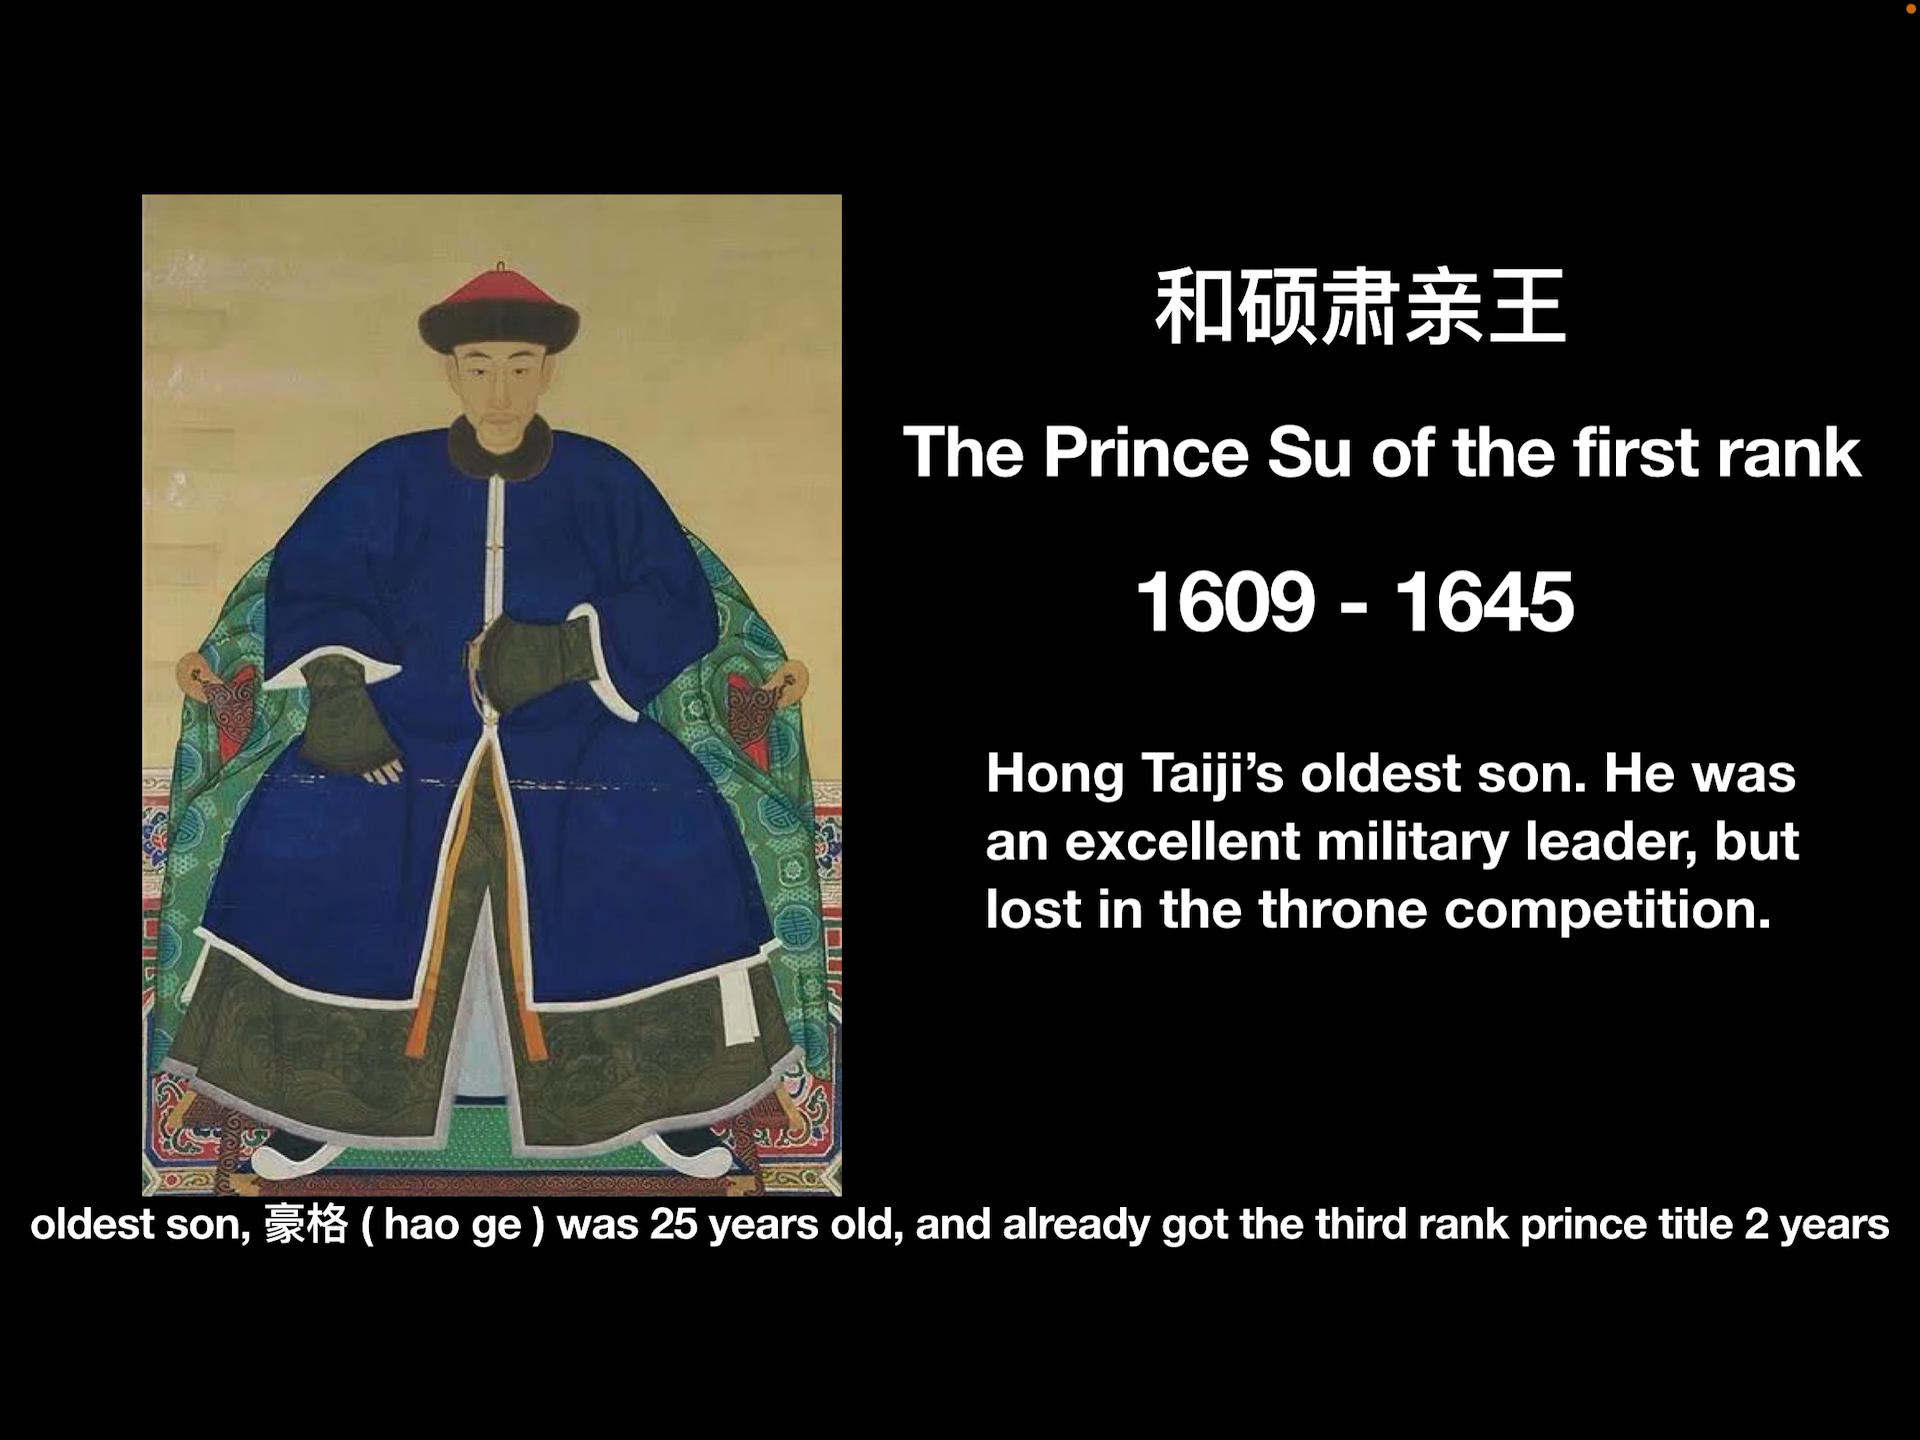 和硕肃亲王
The Prince Su of the first rank
1609 - 1645
Hong Taiji’s oldest son. He was
an excellent military leader, but
lost in the throne competition.
oldest son, 豪格 ( hao ge ) was 25 years old, and already got the third rank prince title 2 years